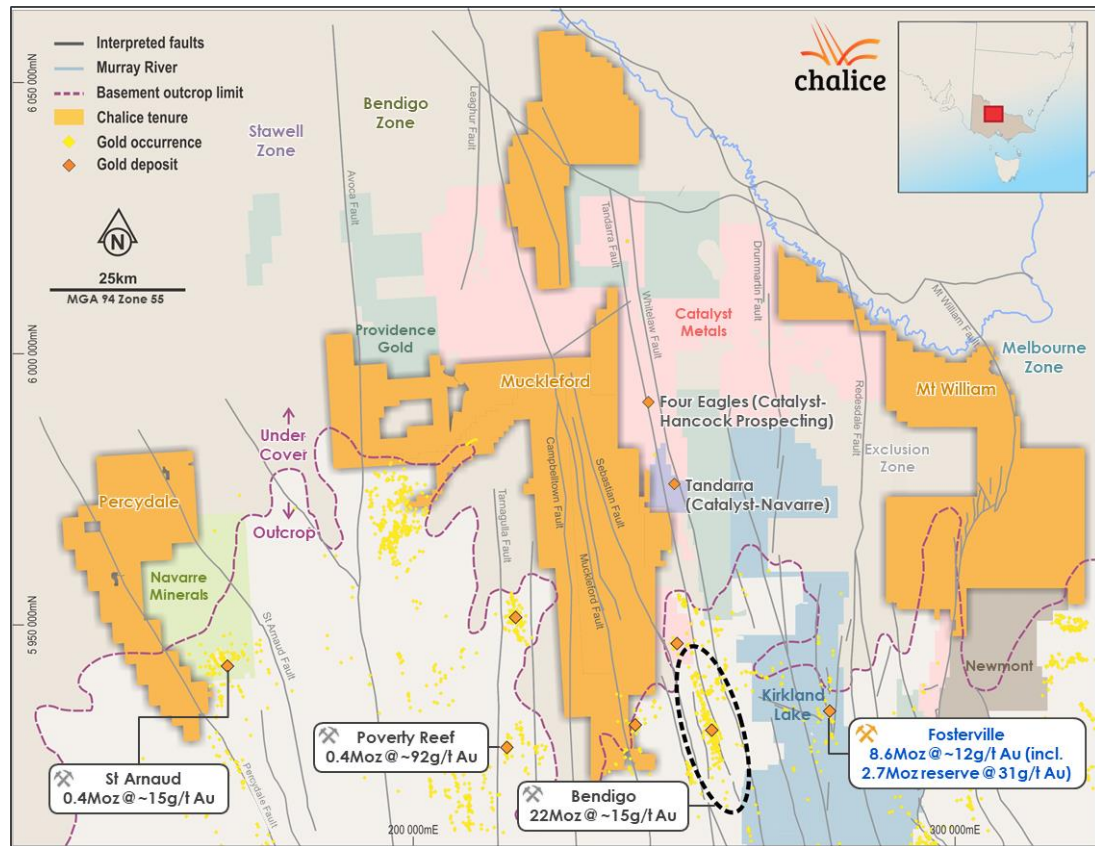 Interpreted faults
Murray River
Basement outcrop limit
Chalice tenure
Gold occurrence
Gold deposit
N
25km
MGA 94 Zone 55
chalice
6 050 000mN
6 000 000mN
5 950 000mN
200 000mE
300 000mE
Stawell
Zone
Bendigo
Zone
Melbourne
Zone
Leaghur Fault
Avoca Fault
Tandarra Fault
Whitelaw Fault
Drummartin Fault
Mt William Fault
Redesdale Fault
Providence
Gold
Catalyst
Metals
Muckleford
Mt William
Four Eagles (Catalyst-
Hancock Prospecting)
Exclusion
Zone
Under
Cover
Outcrop
Percydale
Tandarra
(Catalyst-Navarre)
Campbelltown Fault
Sebastian Fault
Tarnagulla Fault
Muckleford Fault
Navarre
Minerals
St Arnaud Fault
Percydale Fault
Newmont
Kirkland
Lake
St Arnaud
0.4Moz @ ~15g/t Au
Poverty Reef
0.4Moz @ ~92g/t Au
Bendigo
22Moz @ ~15g/t Au
Fosterville
8.6Moz @ ~12g/t Au (incl.
2.7Moz reserve @ 31g/t Au)